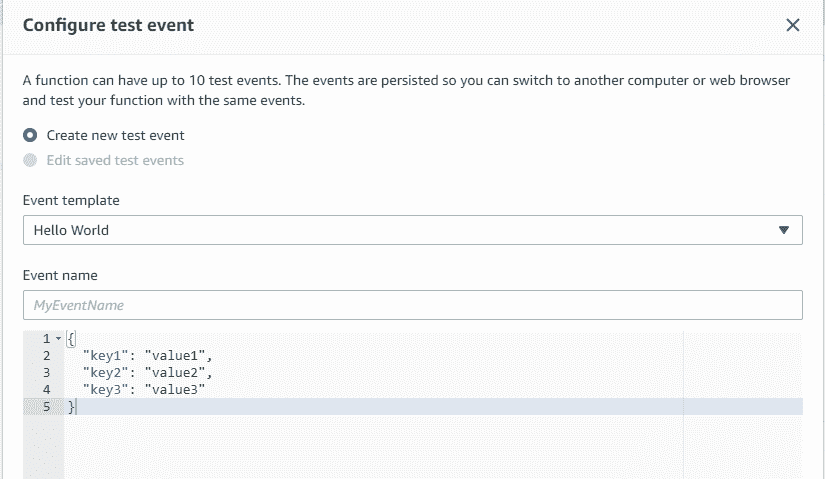 Configure test event
A function can have up to 10 test events. The events are persisted so you can switch to another computer or web browser
and test your function with the same events.
Create new test event
Edit saved test events
Event template
Hello World
Event name
MyEventName
1 {
2 "key1": "value1",
3 "key2": "value2",
4 "key3": "value3"
5 }